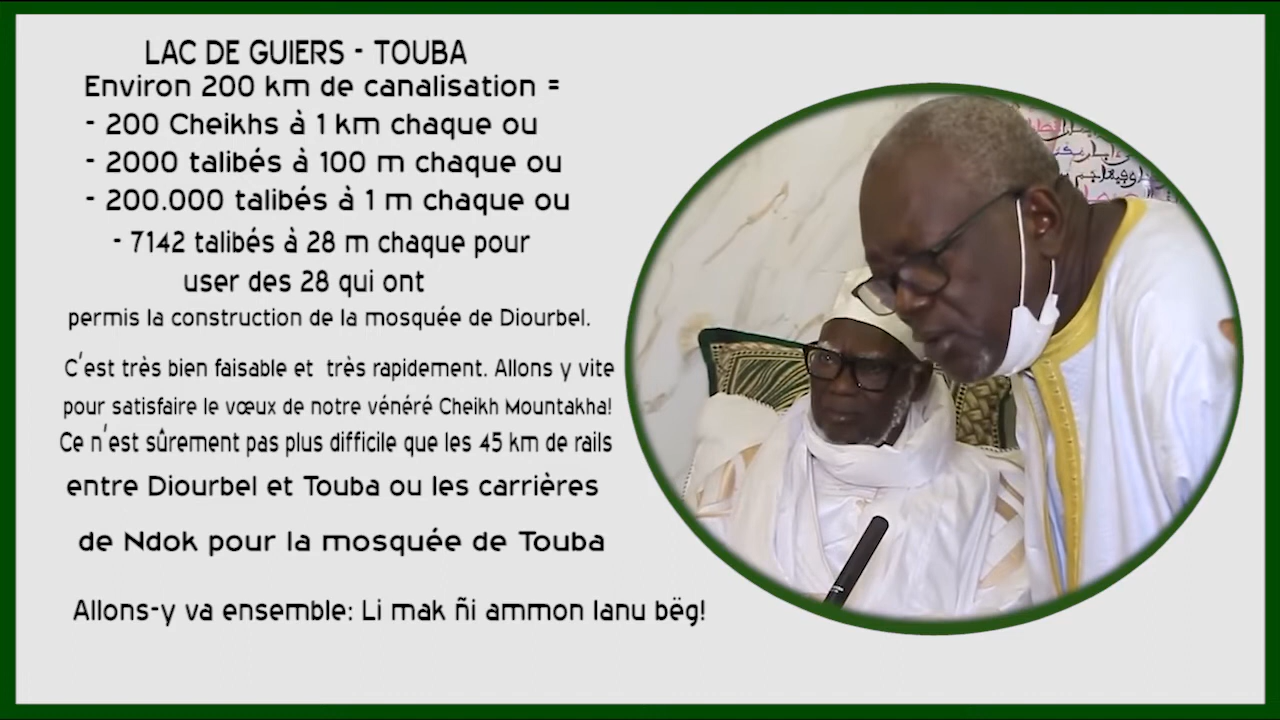 LAC DE GUIERS - TOUBA
Environ 200 km de canalisation =
- 200 Cheikhs à 1 km chaque ou
- 2000 talibés à 100 m chaque ou
- 200.000 talibés à 1 m chaque ou
- 7142 talibés à 28 m chaque pour
user des 28 qui ont
permis la construction de la mosquée de Diourbel.
C'est très bien faisable et très rapidement. Allons y vite
pour satisfaire le vœux de notre vénéré Cheikh Mountakha!
Ce n'est sûrement pas plus difficile que les 45 km de rails
entre Diourbel et Touba ou les carrières
de Ndok pour la mosquée de Touba
Allons-y va ensemble: Li mak ñi ammon lanu bëg!